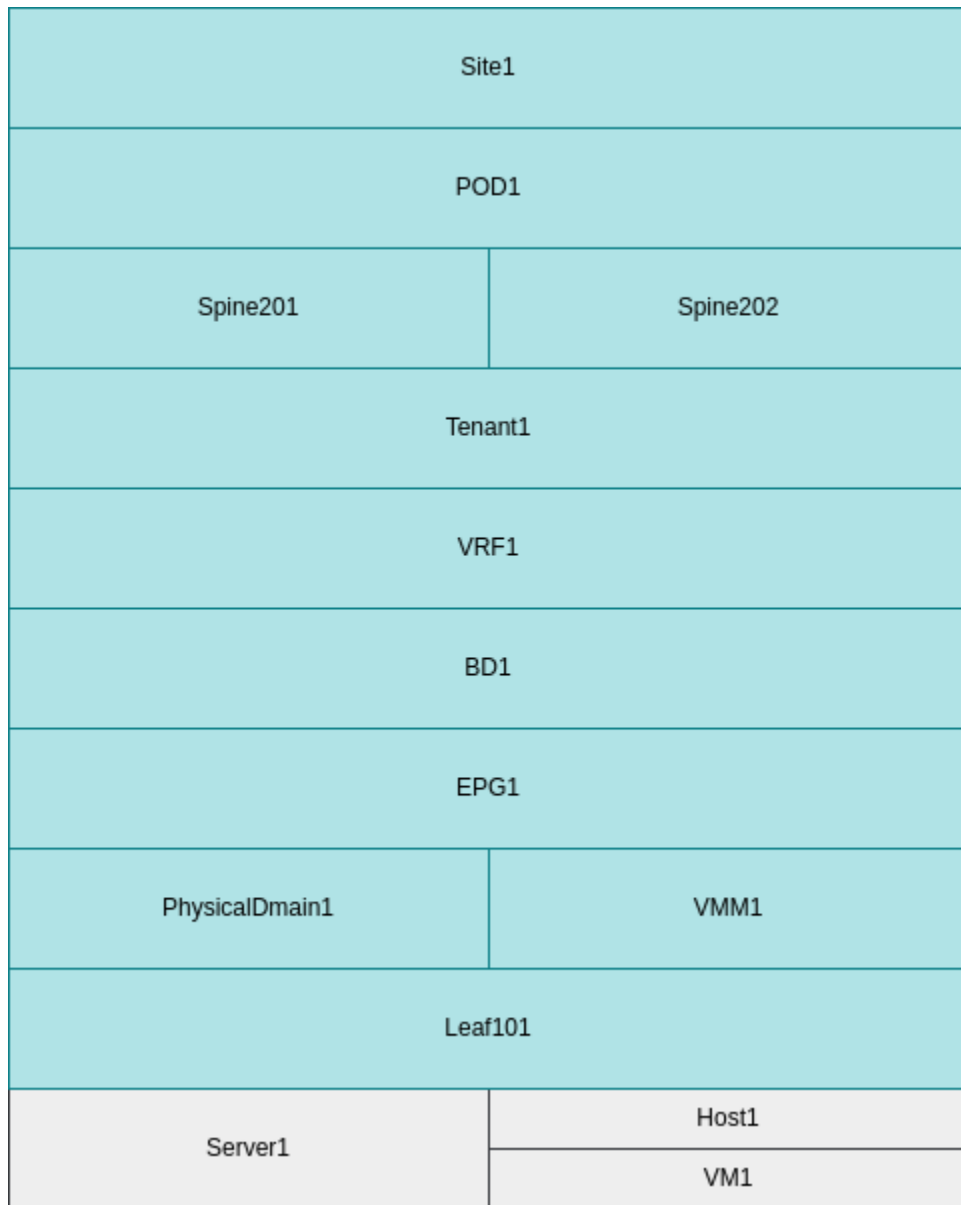 Site1
POD1
Spine201
Spine202
Tenant1
VRF1
BD1
EPG1
PhysicalDmain1
VMM1
Leaf101
Server1
Host1
VM1